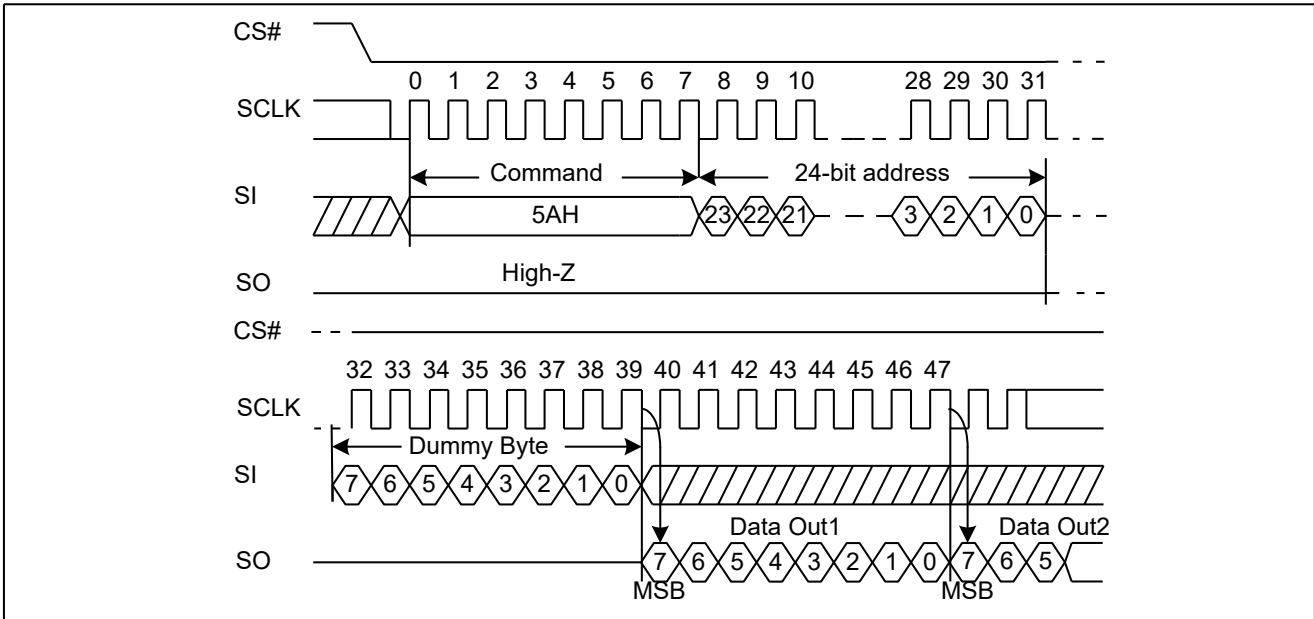 CS#
0 1 2 3 4 5 6 7 8 9 10 28 29 30 31
SCLK
Command 24-bit address
SI
5AH 23 22 21 3 2 1 0
High-Z
SO
CS#
32 33 34 35 36 37 38 39 40 41 42 43 44 45 46 47
SCLK
Dummy Byte
SI
7 6 5 4 3 2 1 0
Data Out1 Data Out2
SO
7 6 5 4 3 2 1 0 7 6 5
MSB MSB